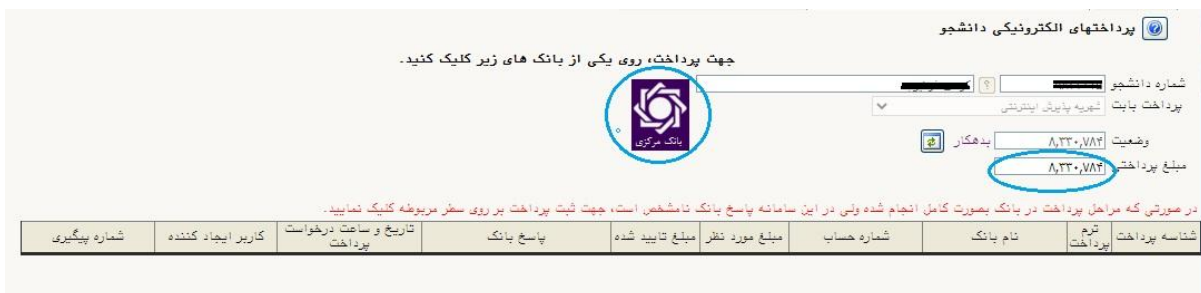 پرداختهای الکترونیکی دانشجو
جهت پرداخت، روی یکی از بانک های زیر کلیک کنید.
شماره دانشجو
پرداخت بابت شهریه پذیرش اینترنتی
بانک مرکزی
وضعیت ۸,۳۳۰,۷۸۴ بدهکار
مبلغ پرداختی ۸,۳۳۰,۷۸۴
در صورتی که مراحل پرداخت در بانک بصورت کامل انجام شده ولی در این سامانه پاسخ بانک نامشخص است، جهت ثبت پرداخت بر روی سطر مربوطه کلیک نمایید.
شناسه پرداخت ترم پرداخت نام بانک شماره حساب مبلغ مورد نظر مبلغ تایید شده پاسخ بانک تاریخ و ساعت درخواست پرداخت کاربر ایجاد کننده شماره پیگیری